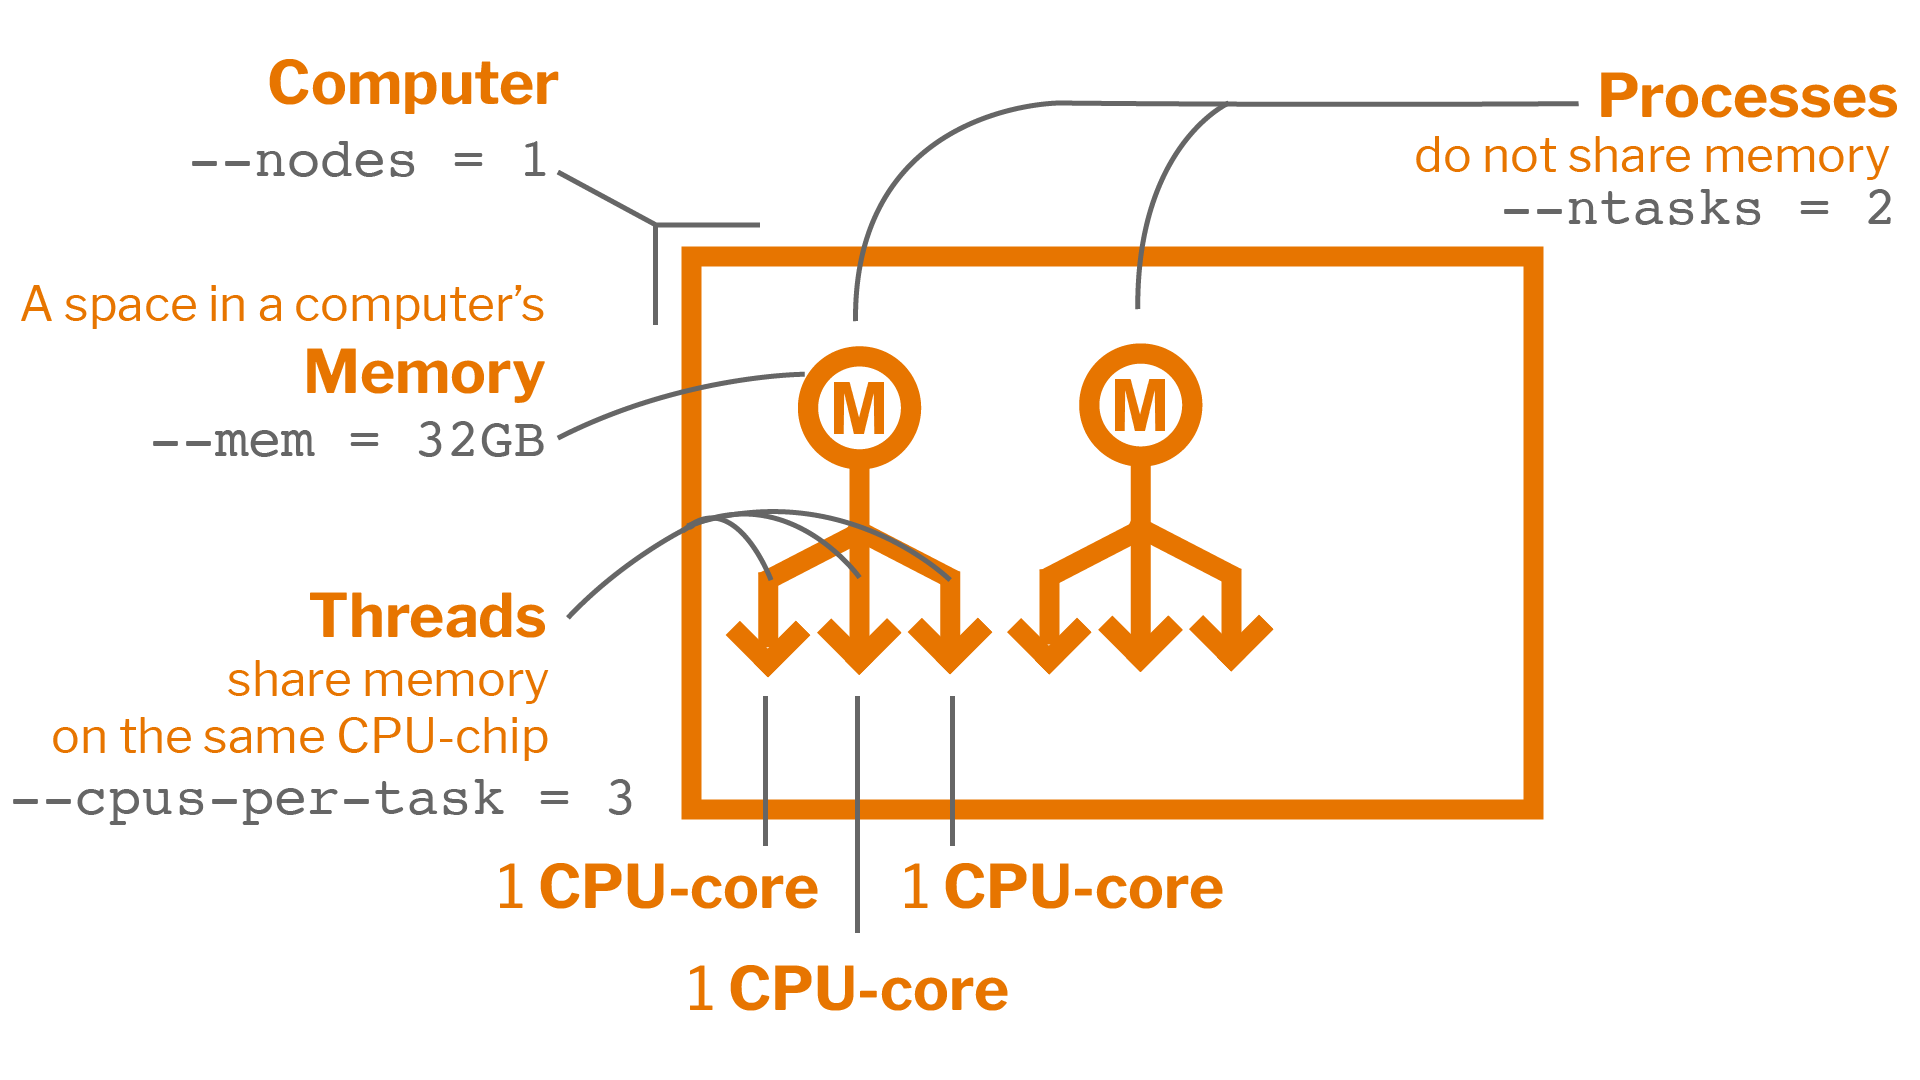 Computer
--nodes = 1
Processes
do not share memory
--ntasks = 2
A space in a computer’s
Memory
--mem = 32GB
M
M
Threads
share memory
on the same CPU-chip
--cpus-per-task = 3
1 CPU-core
1 CPU-core
1 CPU-core